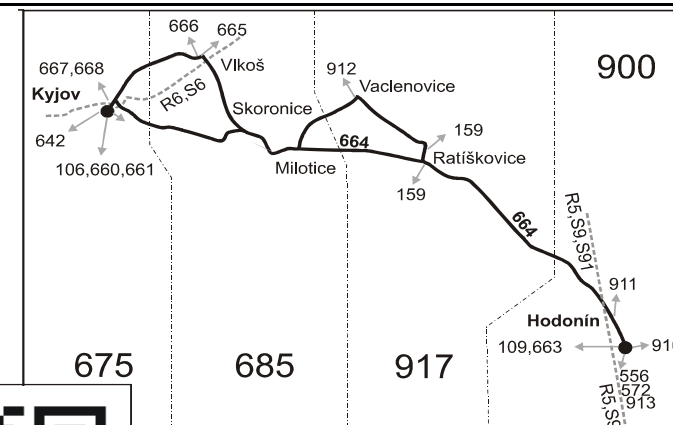 666
665
900
667,668
Vlkoš
912
Vaclenovice
Kyjov
R6,S6
Skoronice
642
664
159
106,660,661
Milotice
Ratíškovice
159
664
R5,S9,S91
911
Hodonín
109,663
675
685
917
556
572
913